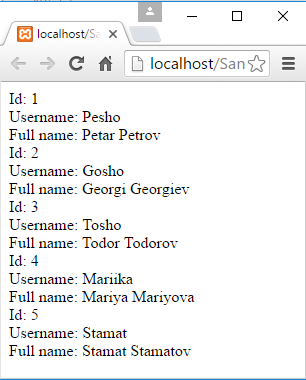 localhost/Sa
localhost/San
Id: 1
Username: Pesho
Full name: Petar Petrov
Id: 2
Username: Gosho
Full name: Georgi Georgiev
Id: 3
Username: Tosho
Full name: Todor Todorov
Id: 4
Username: Mariika
Full name: Mariya Mariyova
Id: 5
Username: Stamat
Full name: Stamat Stamatov